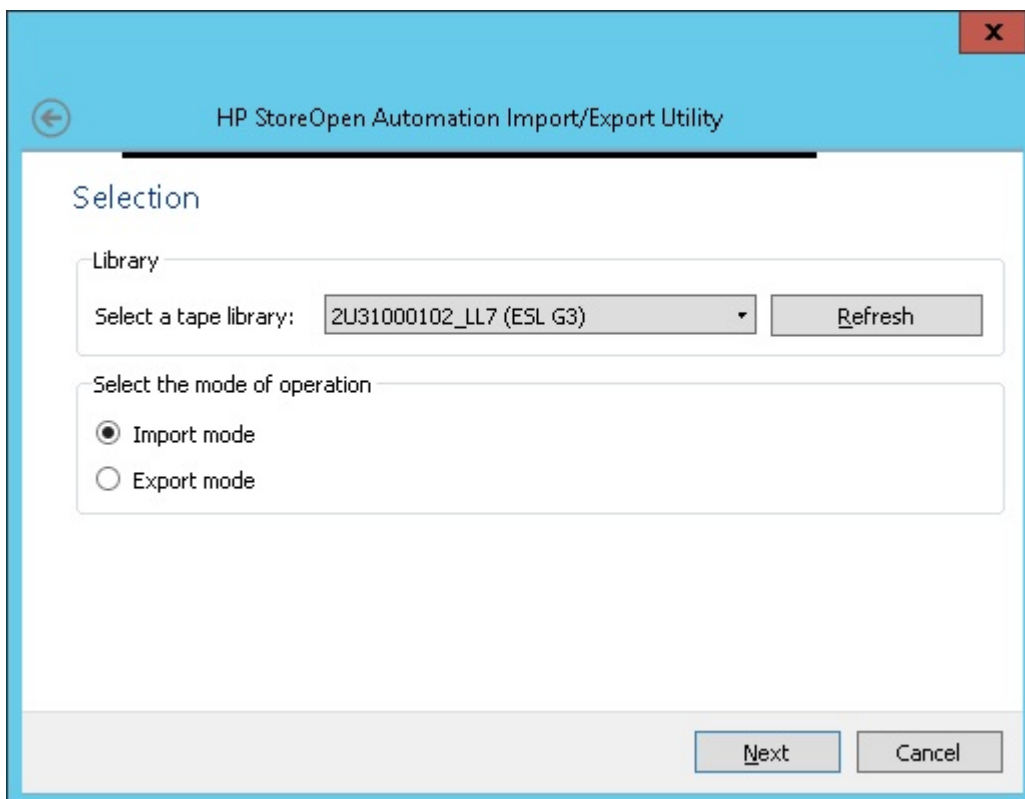 x
HP StoreOpen Automation Import/Export Utility
Selection
Library
Select a tape library: 2U31000102_LL7 (ESL G3) Refresh
Select the mode of operation
Import mode
Export mode
Next Cancel